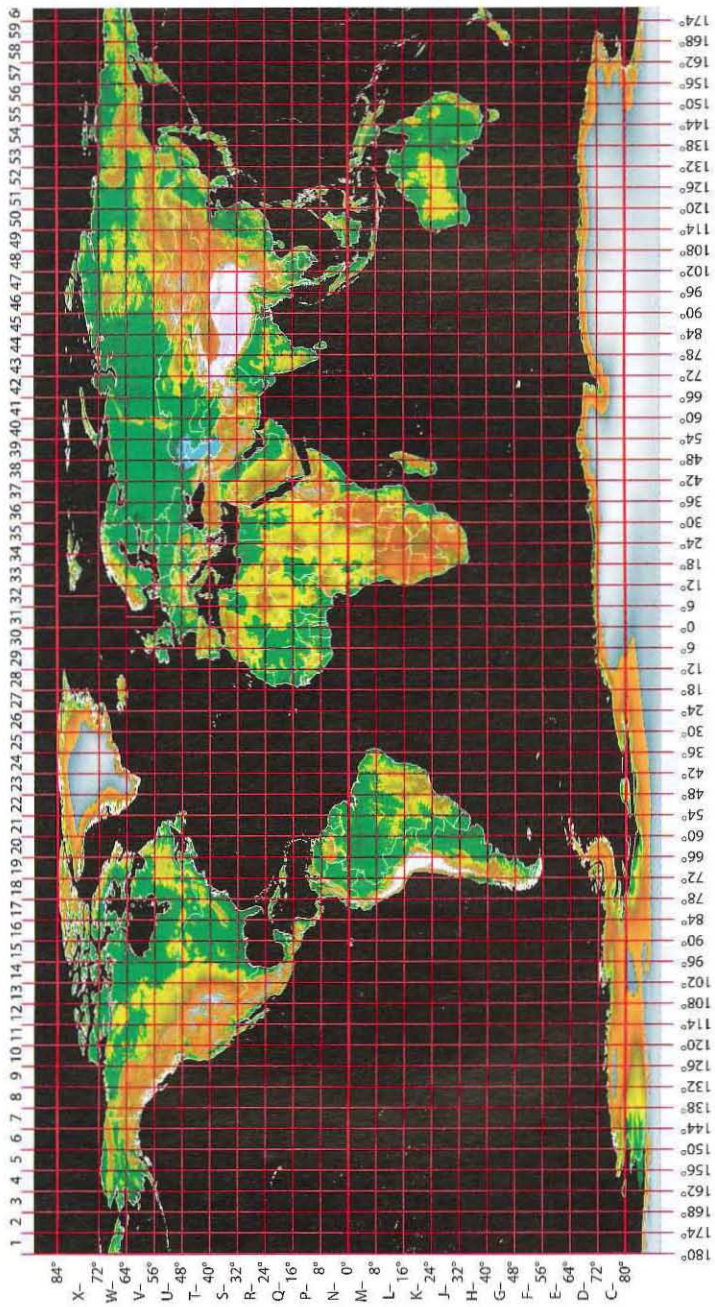 1 2 3 4 5 6 7 8 9 10 11 12 13 14 15 16 17 18 19 20 21 22 23 24 25 26 27 28 29 30 31 32 33 34 35 36 37 38 39 40 41 42 43 44 45 46 47 48 49 50 51 52 53 54 55 56 57 58 59.6
84°
X– 72°
W– 64°
V– 56°
U– 48°
T– 40°
S– 32°
R– 24°
Q– 16°
P– 8°
N– 0°
M– 8°
L– 16°
K– 24°
J– 32°
H– 40°
G– 48°
F– 56°
E– 64°
D– 72°
C– 80°
180° 174° 168° 162° 156° 150° 144° 138° 132° 126° 120° 114° 108° 102° 96° 90° 84° 78° 72° 66° 60° 54° 48° 42° 36° 30° 24° 18° 12° 6° 0° 6° 12° 18° 24° 30° 36° 42° 48° 54° 60° 66° 72° 78° 84° 90° 96° 102° 108° 114° 120° 126° 132° 138° 144° 150° 156° 162° 168° 174°